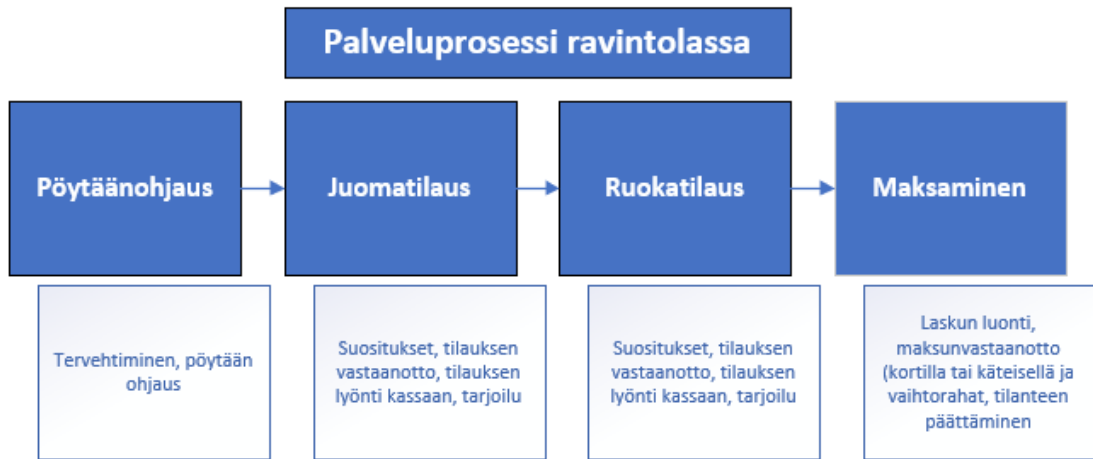 Palveluprosessi ravintolassa
Pöytäänohjaus
Juomatilaus
Ruokatilaus
Maksaminen
Tervehtiminen, pöytään
ohjaus
Suositukset, tilauksen
vastaanotto, tilauksen
lyönti kassaan, tarjoilu
Suositukset, tilauksen
vastaanotto, tilauksen
lyönti kassaan, tarjoilu
Laskun luonti,
maksunvastaanotto
(kortilla tai käteisellä ja
vaihtorahat, tilanteen
päättäminen